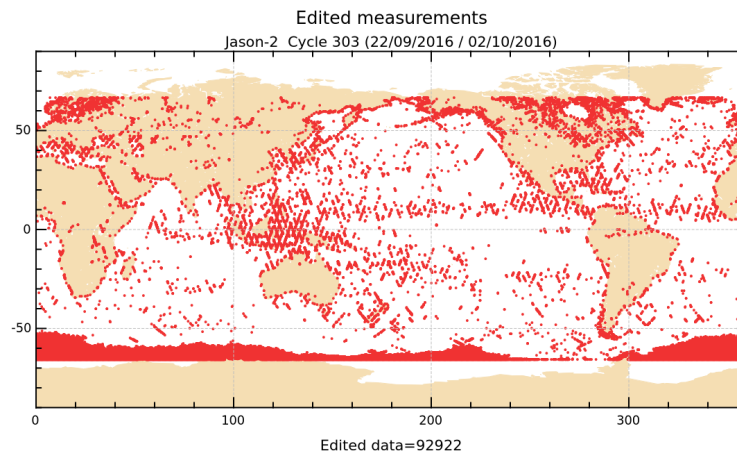 Edited measurements
Jason-2 Cycle 303 (22/09/2016 / 02/10/2016)
50
0
-50
0 100 200 300
Edited data=92922